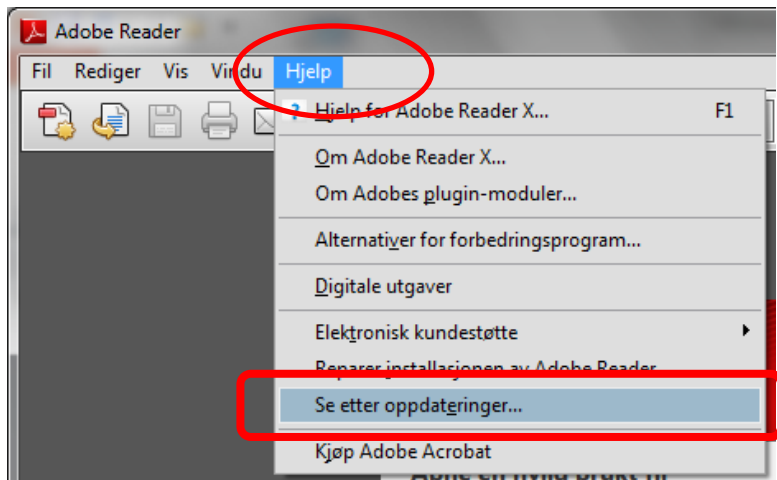 Adobe Reader
Fil Rediger Vis Vindu Hjelp
Hjelp for Adobe Reader X... F1
Om Adobe Reader X...
Om Adobes plugin-moduler...
Alternativer for forbedringsprogram...
Digitale utgaver
Elektronisk kundestøtte
Reparer installasjonen av Adobe Reader
Se etter oppdateringer...
Kjøp Adobe Acrobat